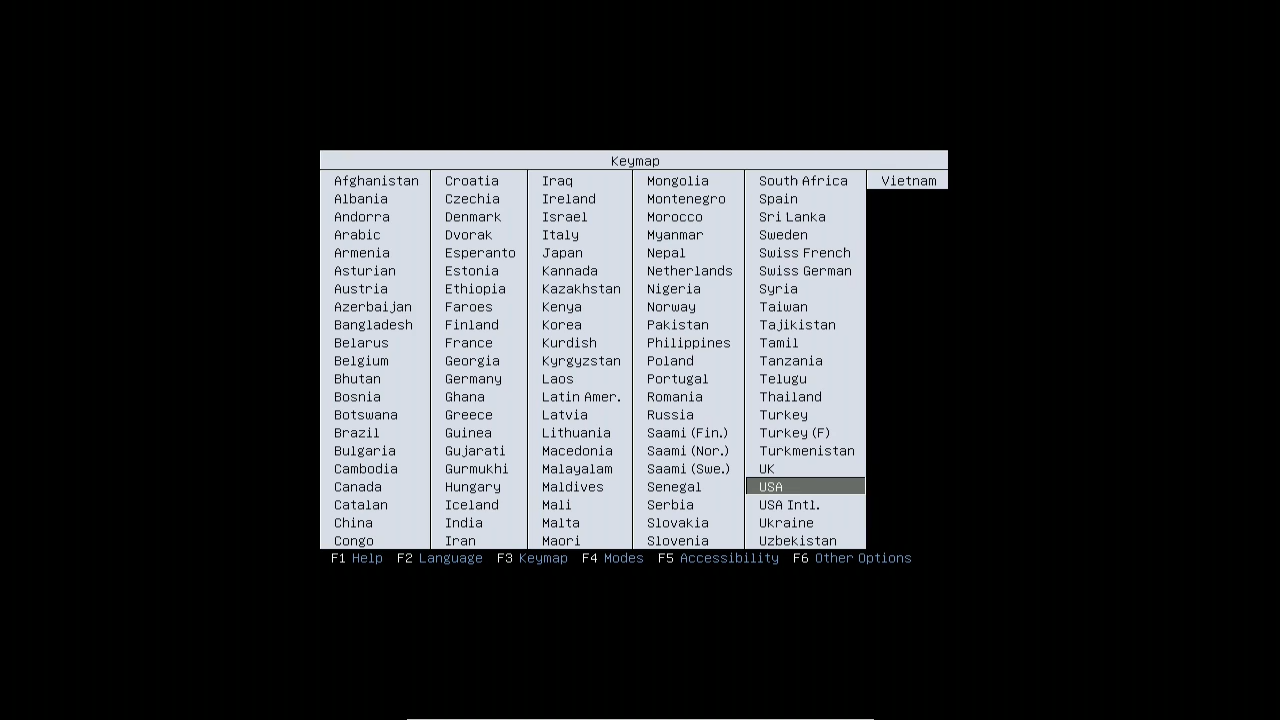 Keymap
Afghanistan
Albania
Andorra
Arabic
Armenia
Asturian
Austria
Azerbaijan
Bangladesh
Belarus
Belgium
Bhutan
Bosnia
Botswana
Brazil
Bulgaria
Cambodia
Canada
Catalan
China
Congo
Croatia
Czechia
Denmark
Dvorak
Esperanto
Estonia
Ethiopia
Faroes
Finland
France
Georgia
Germany
Ghana
Greece
Guinea
Gujarati
Gurmukhi
Hungary
Iceland
India
Iran
Iraq
Ireland
Israel
Italy
Japan
Kannada
Kazakhstan
Kenya
Korea
Kurdish
Kyrgyzstan
Laos
Latin Amer.
Latvia
Lithuania
Macedonia
Malayalam
Maldives
Mali
Malta
Maori
Mongolia
Montenegro
Morocco
Myanmar
Nepal
Netherlands
Nigeria
Norway
Pakistan
Philippines
Poland
Portugal
Romania
Russia
Saami (Fin.)
Saami (Nor.)
Saami (Swe.)
Senegal
Serbia
Slovakia
Slovenia
South Africa
Spain
Sri Lanka
Sweden
Swiss French
Swiss German
Syria
Taiwan
Tajikistan
Tamil
Tanzania
Telugu
Thailand
Turkey
Turkey (F)
Turkmenistan
UK
USA
USA Intl.
Ukraine
Uzbekistan
Vietnam
F1 Help F2 Language F3 Keymap F4 Modes F5 Accessibility F6 Other Options